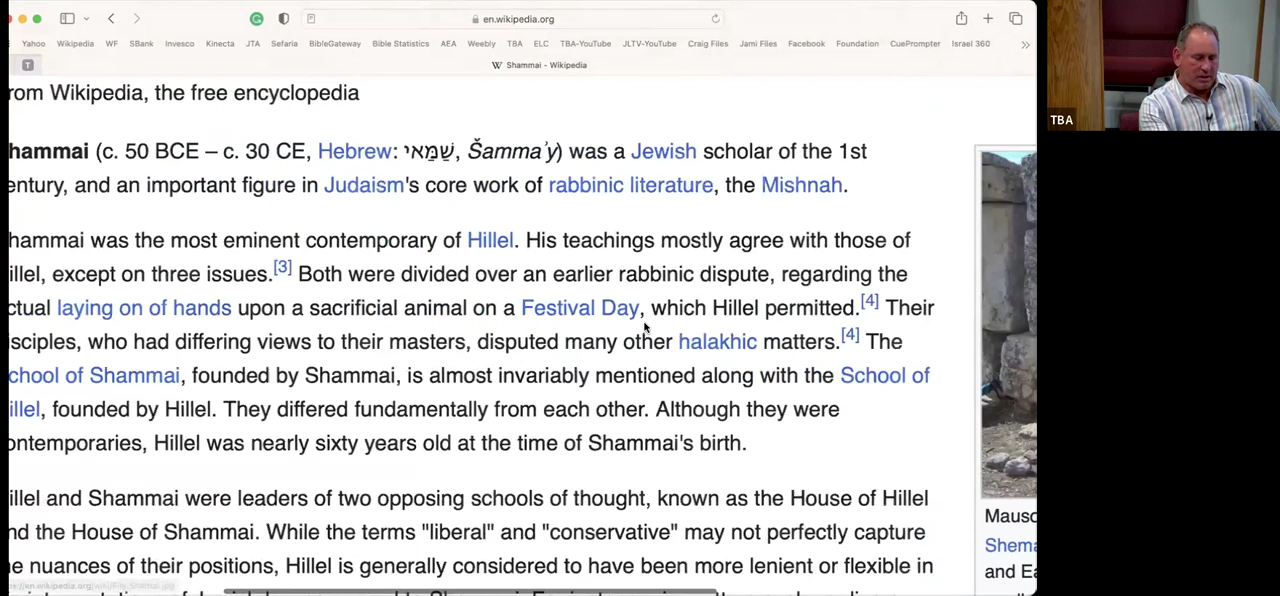 en.wikipedia.org
Yahoo Wikipedia WF SBank Invesco Kinecta JTA Sefaria BibleGateway Bible Statistics AEA Weebly TBA ELC TBA-YouTube JLTV-YouTube Craig Files Jami Files Facebook Foundation CuePrompter Israel 360
T W Shammai - Wikipedia
rom Wikipedia, the free encyclopedia
hammai (c. 50 BCE – c. 30 CE, Hebrew: שַׁמַּאי, Šammaʾy) was a Jewish scholar of the 1st
entury, and an important figure in Judaism's core work of rabbinic literature, the Mishnah.
hammai was the most eminent contemporary of Hillel. His teachings mostly agree with those of
illel, except on three issues.[3] Both were divided over an earlier rabbinic dispute, regarding the
ctual laying on of hands upon a sacrificial animal on a Festival Day, which Hillel permitted.[4] Their
isciples, who had differing views to their masters, disputed many other halakhic matters.[4] The
chool of Shammai, founded by Shammai, is almost invariably mentioned along with the School of
illel, founded by Hillel. They differed fundamentally from each other. Although they were
ontemporaries, Hillel was nearly sixty years old at the time of Shammai's birth.
illel and Shammai were leaders of two opposing schools of thought, known as the House of Hillel
nd the House of Shammai. While the terms "liberal" and "conservative" may not perfectly capture
e nuances of their positions, Hillel is generally considered to have been more lenient or flexible in
Mausc
Shema
and Ea
TBA